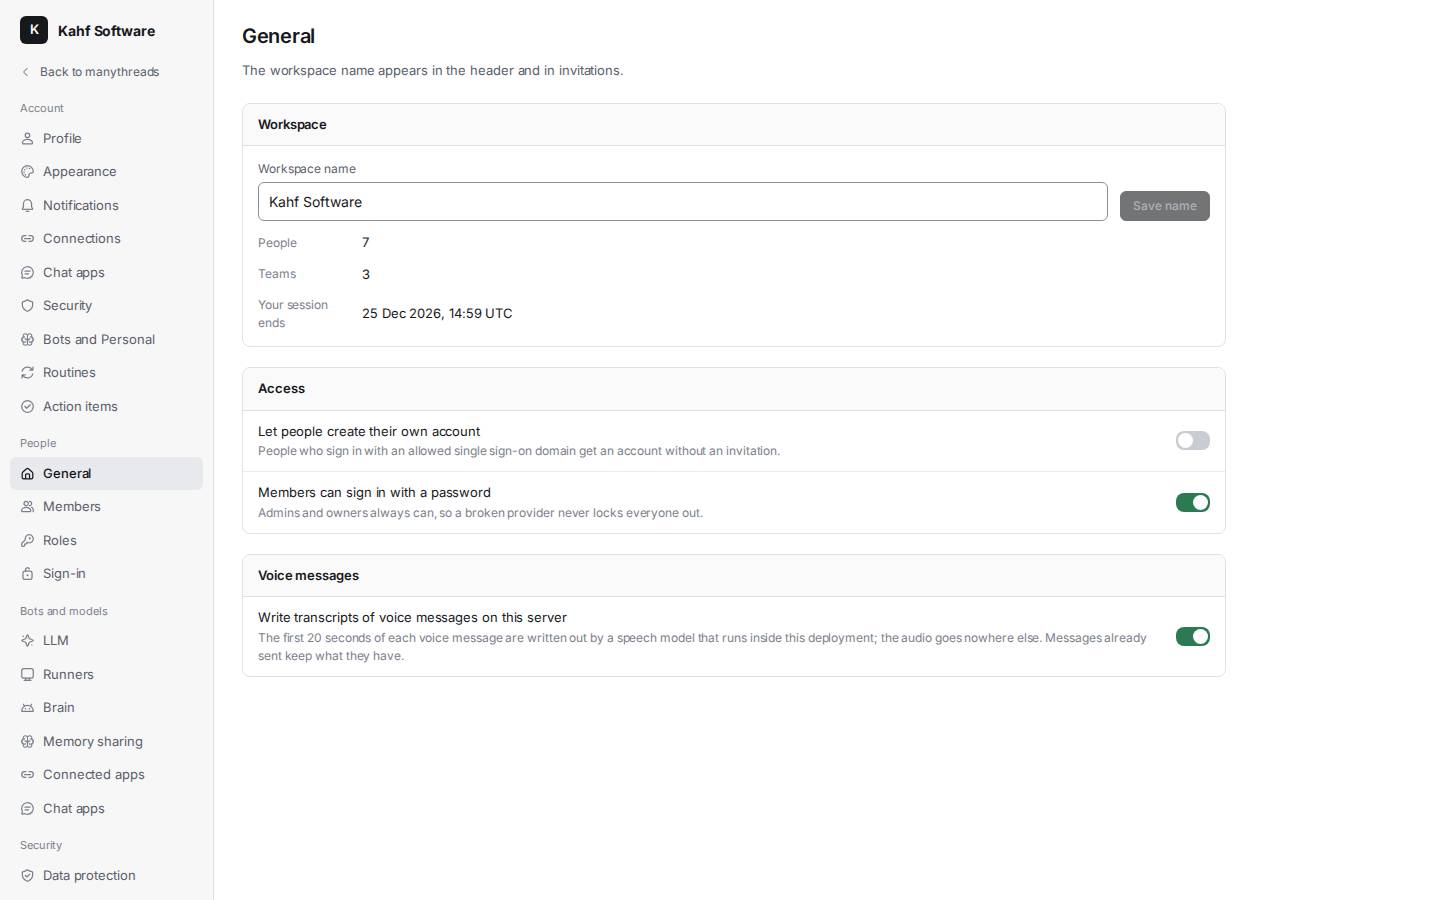 K
Kahf Software
Back to manythreads
Account
Profile
Appearance
Notifications
Connections
Chat apps
Security
Bots and Personal
Routines
Action items
People
General
Members
Roles
Sign-in
Bots and models
LLM
Runners
Brain
Memory sharing
Connected apps
Chat apps
Security
Data protection
General
The workspace name appears in the header and in invitations.
Workspace
Workspace name
Kahf Software
Save name
People 7
Teams 3
Your session
ends
25 Dec 2026, 14:59 UTC
Access
Let people create their own account
People who sign in with an allowed single sign-on domain get an account without an invitation.
Members can sign in with a password
Admins and owners always can, so a broken provider never locks everyone out.
Voice messages
Write transcripts of voice messages on this server
The first 20 seconds of each voice message are written out by a speech model that runs inside this deployment; the audio goes nowhere else. Messages already
sent keep what they have.